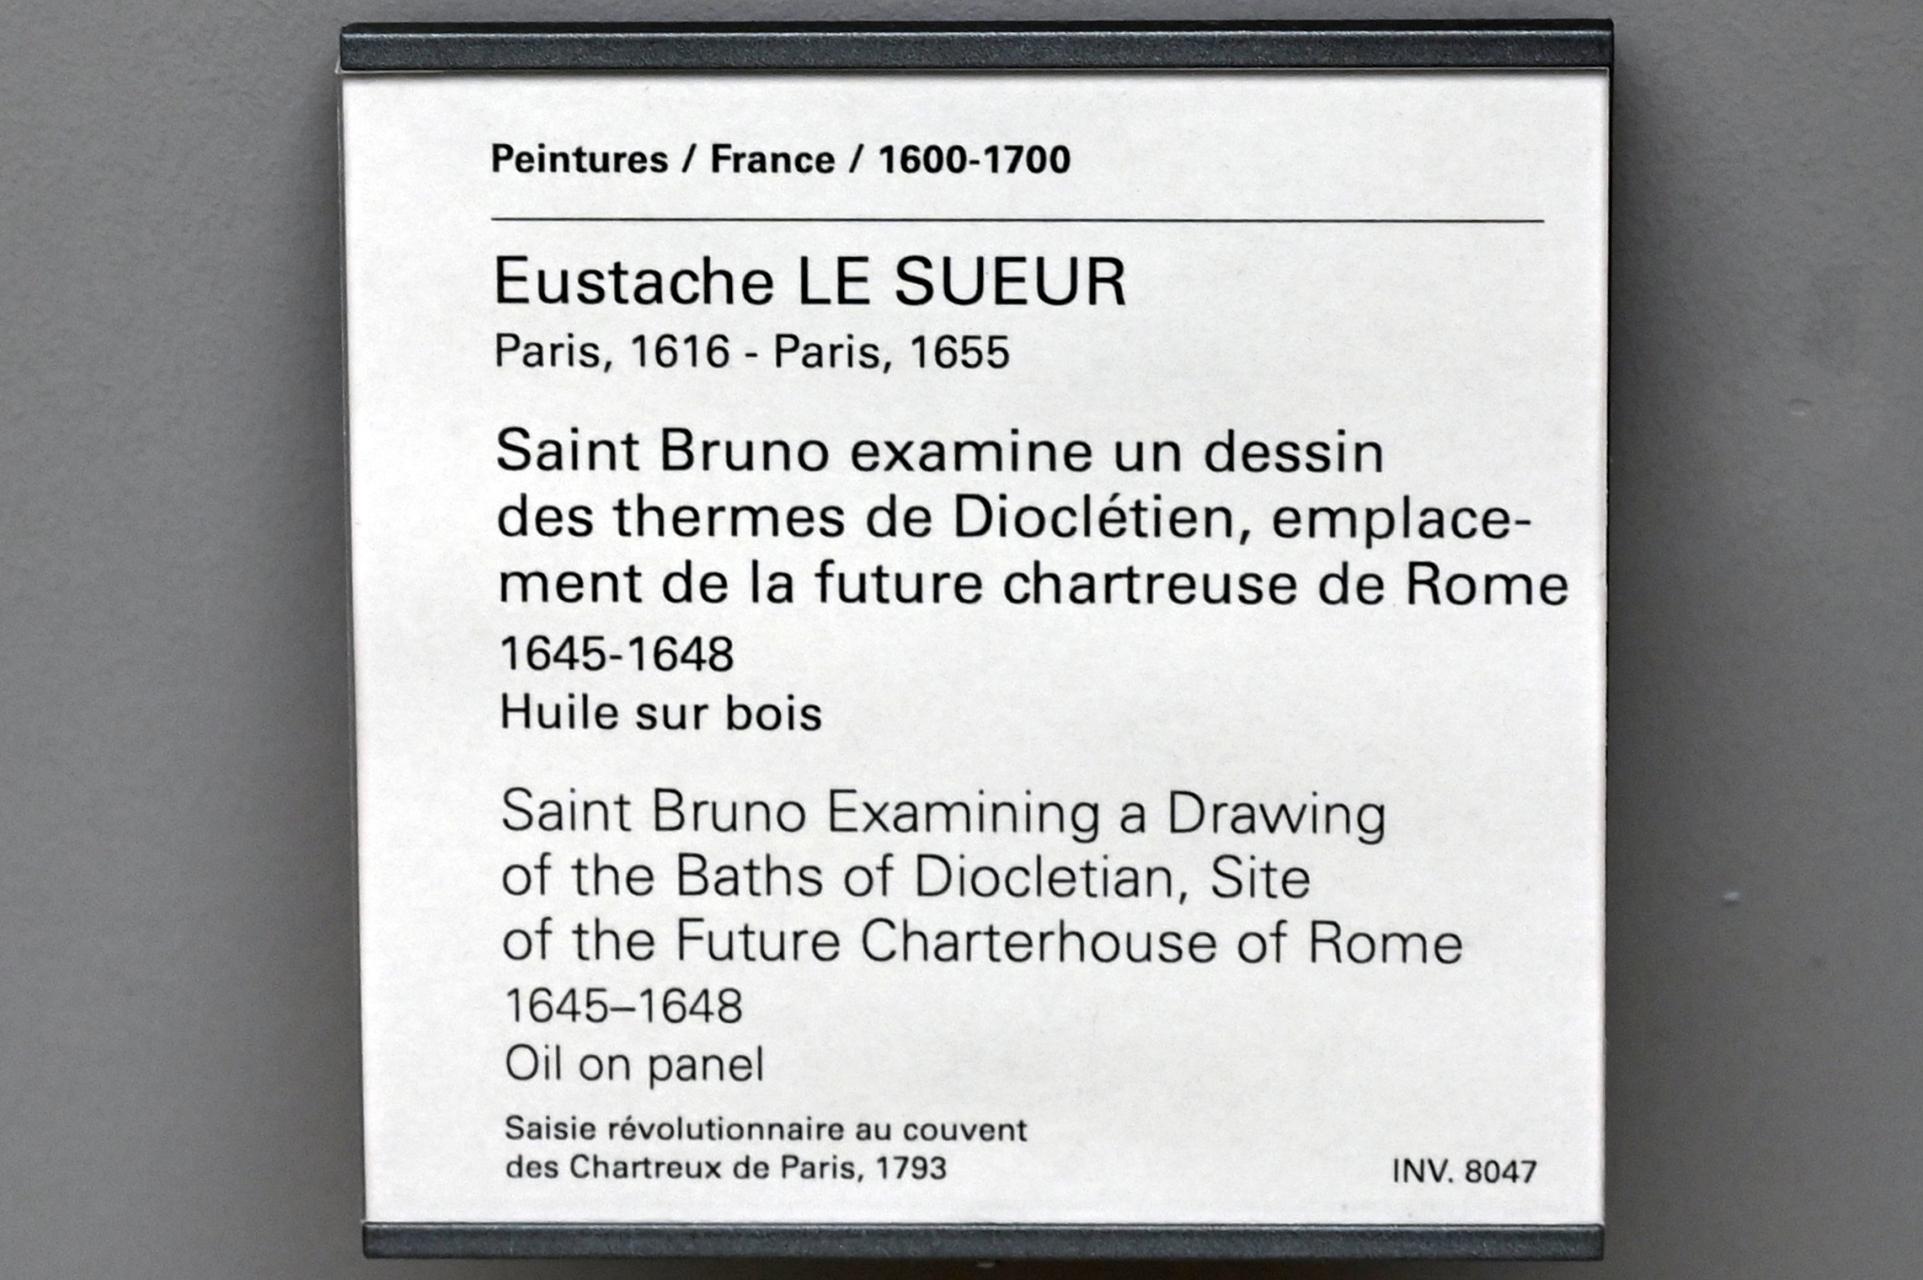 Peintures / France / 1600-1700
Eustache LE SUEUR
Paris, 1616 - Paris, 1655
Saint Bruno examine un dessin
des thermes de Dioclétien, emplace-
ment de la future chartreuse de Rome
1645-1648
Huile sur bois
Saint Bruno Examining a Drawing
of the Baths of Diocletian, Site
of the Future Charterhouse of Rome
1645–1648
Oil on panel
Saisie révolutionnaire au couvent
des Chartreux de Paris, 1793
INV. 8047